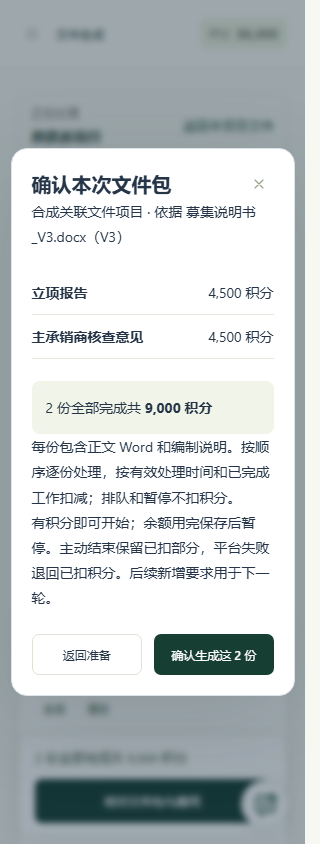 确认本次文件包
合成关联文件项目 · 依据 募集说明书
_V3.docx（V3）
立项报告 4,500 积分
主承销商核查意见 4,500 积分
2 份全部完成共 9,000 积分
每份包含正文 Word 和编制说明。按顺
序逐份处理，按有效处理时间和已完成
工作扣减；排队和暂停不扣积分。
有积分即可开始；余额用完保存后暂
停。主动结束保留已扣部分，平台失败
退回已扣积分。后续新增要求用于下一
轮。
返回准备 确认生成这 2 份